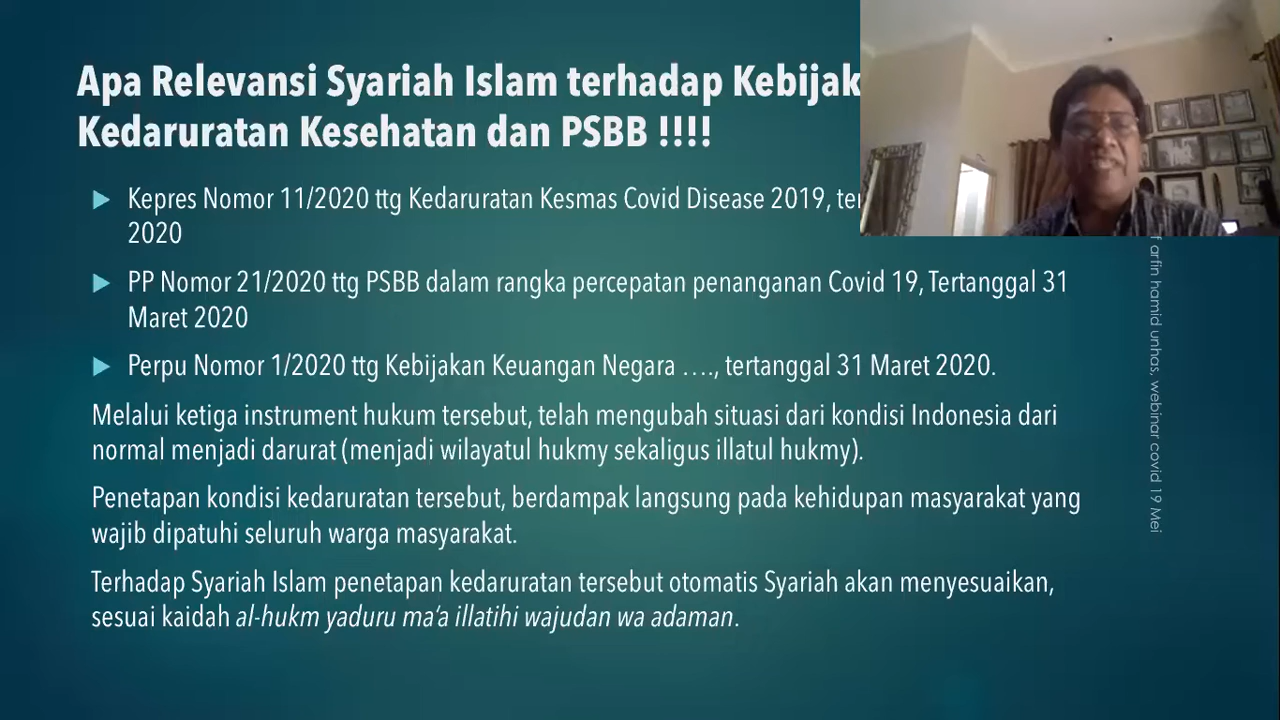 Apa Relevansi Syariah Islam terhadap Kebijak
Kedaruratan Kesehatan dan PSBB !!!!
Kepres Nomor 11/2020 ttg Kedaruratan Kesmas Covid Disease 2019, ter
2020
PP Nomor 21/2020 ttg PSBB dalam rangka percepatan penanganan Covid 19, Tertanggal 31
Maret 2020
Perpu Nomor 1/2020 ttg Kebijakan Keuangan Negara …., tertanggal 31 Maret 2020.
Melalui ketiga instrument hukum tersebut, telah mengubah situasi dari kondisi Indonesia dari
normal menjadi darurat (menjadi wilayatul hukmy sekaligus illatul hukmy).
Penetapan kondisi kedaruratan tersebut, berdampak langsung pada kehidupan masyarakat yang
wajib dipatuhi seluruh warga masyarakat.
Terhadap Syariah Islam penetapan kedaruratan tersebut otomatis Syariah akan menyesuaikan,
sesuai kaidah al-hukm yaduru ma’a illatihi wajudan wa adaman.
f arfin hamid unhas, webinar covid 19 Mei